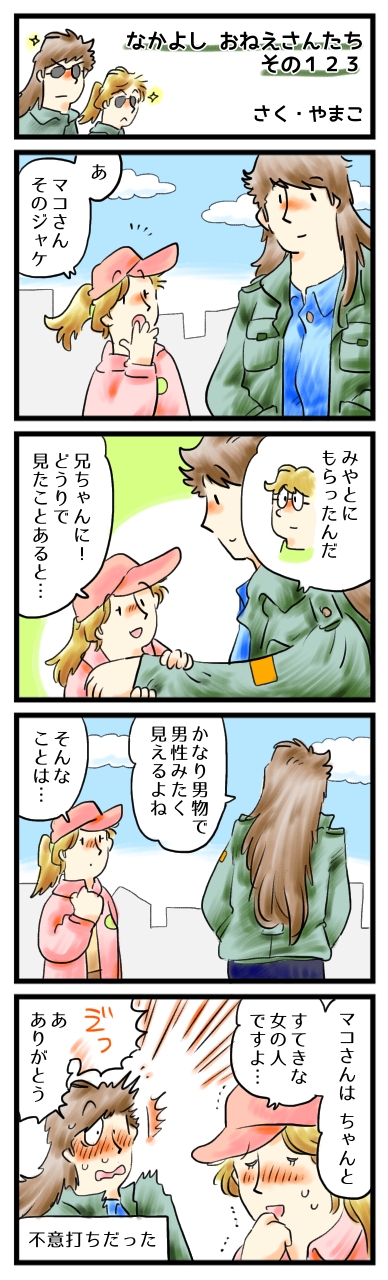 なかよし おねえさんたち
その１２３
さく・やまこ
あ
マコさん
そのジャケ
みやとに
もらったんだ
兄ちゃんに！
どうりで
見たことあると…
かなり男物で
男性みたく
見えるよね
そんな
ことは…
マコさんは ちゃんと
すてきな
女の人
ですよ…
ぞっ
あ
ありがとう
不意打ちだった